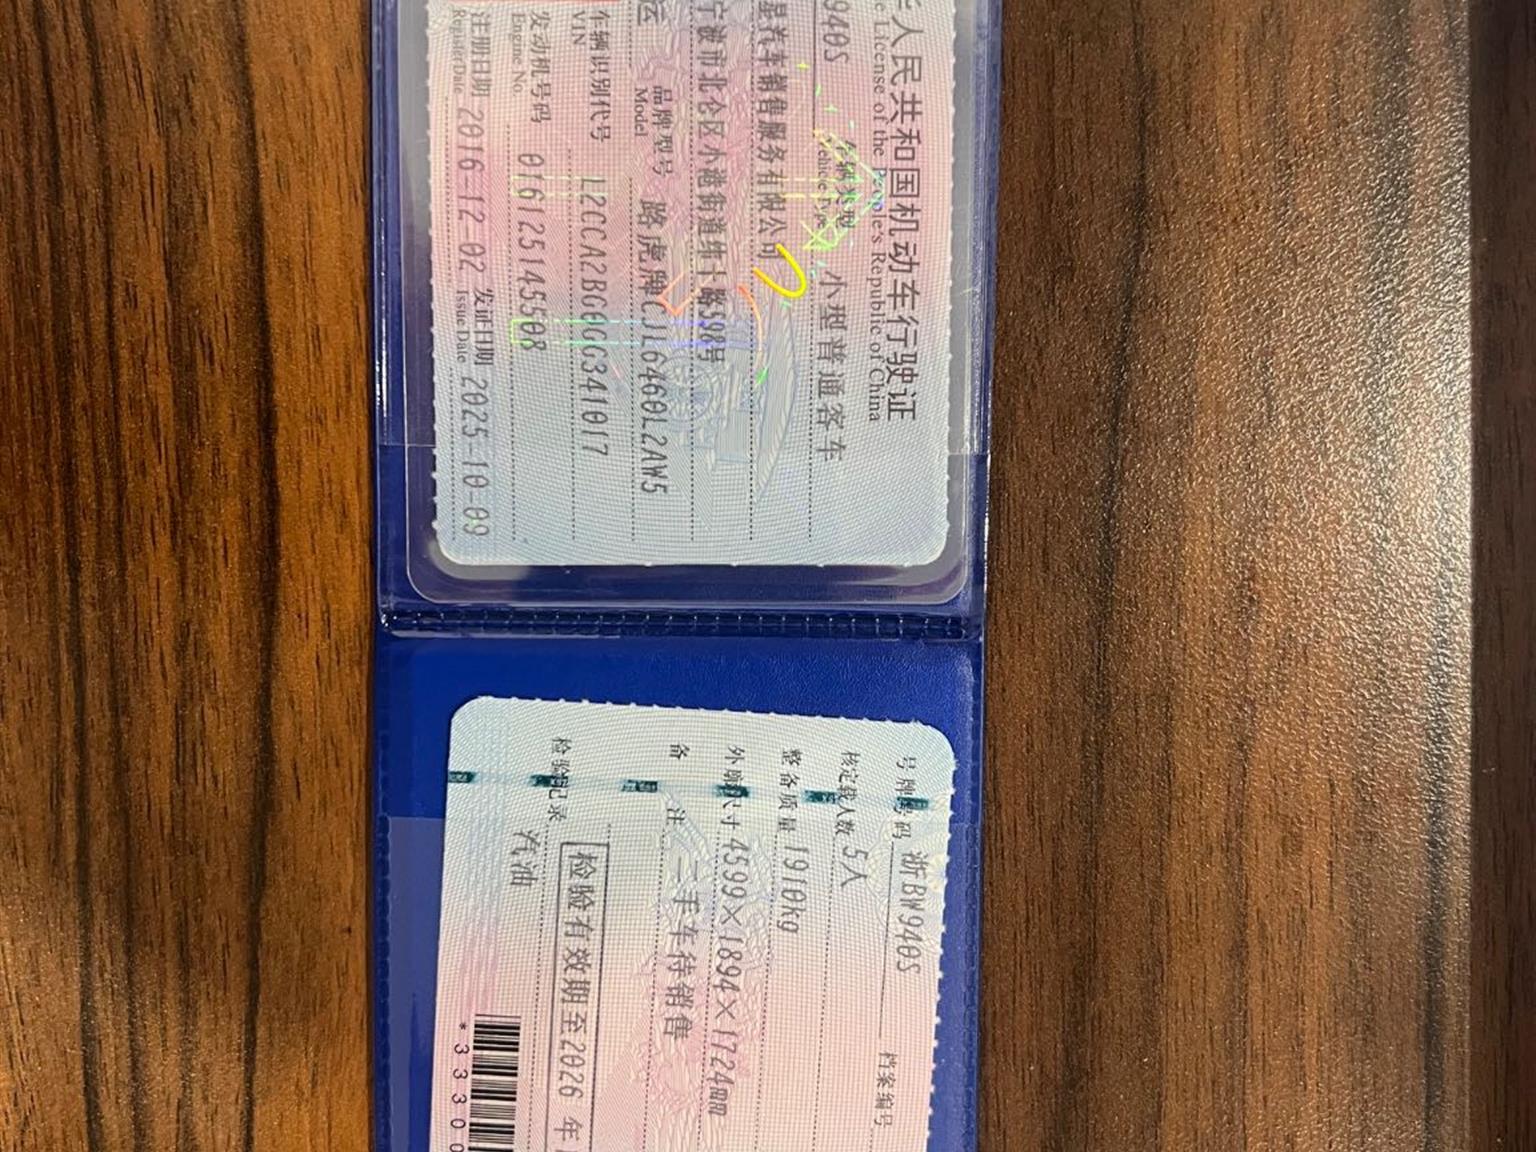 人民共和国机动车行驶证
License of the People's Republic of China
940S
车辆类型
Vehicle Type
小型普通客车
星汽车销售服务有限公司
宁波市北仑区小港街道纬十路598号
运
品牌型号
Model
路虎牌CJL6460L2AW5
车辆识别代号
VIN
L2CCA2BG0GG341017
发动机号码
Engine No.
016125145508
注册日期
Register Date
2016-12-02
发证日期
Issue Date
2025-10-09
号牌号码
浙BW940S
档案编号
核定载人数
5人
整备质量
1910kg
外廓尺寸
4599×1894×1724mm
备 注
二手车待销售
检验记录
检验有效期至2026 年
汽油
*33300